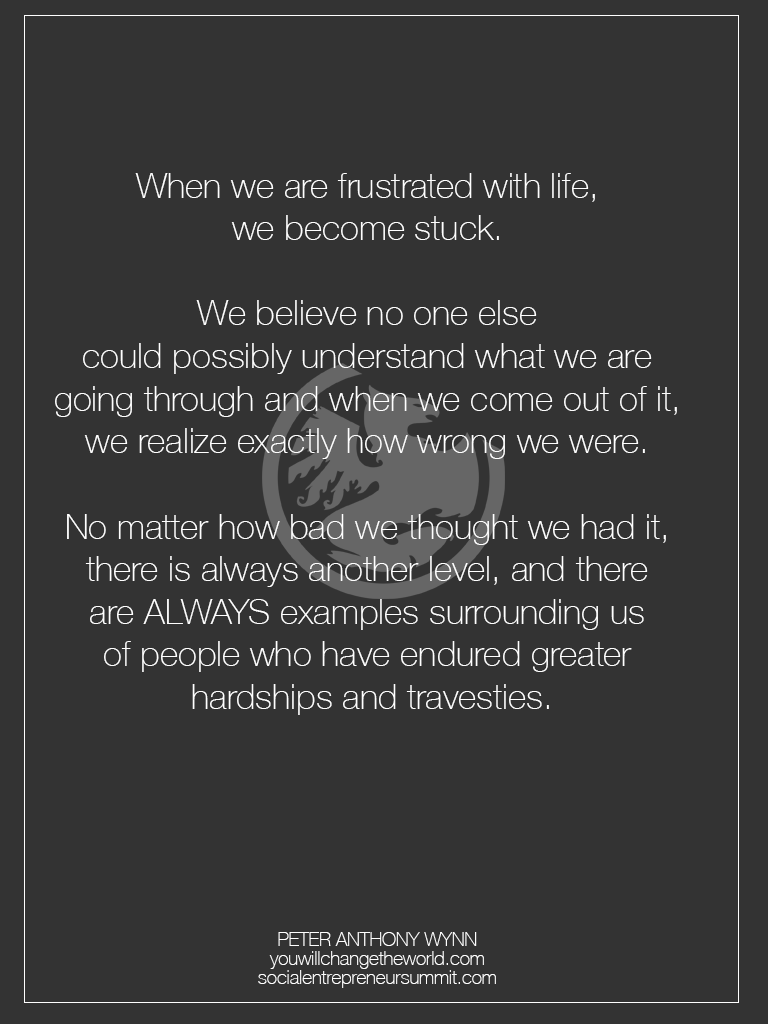 When we are frustrated with life,
we become stuck.
We believe no one else
could possibly understand what we are
going through and when we come out of it,
we realize exactly how wrong we were.
No matter how bad we thought we had it,
there is always another level, and there
are ALWAYS examples surrounding us
of people who have endured greater
hardships and travesties.
PETER ANTHONY WYNN
youwillchangetheworld.com
socialentrepreneursummit.com